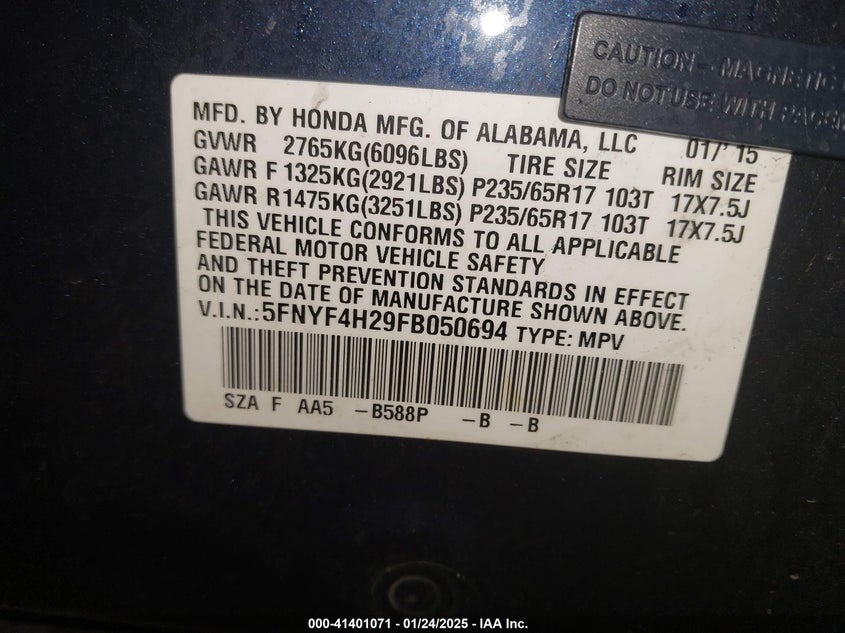 CAUTION - MAGNETIC
DO NOT USE WITH PACEM
MFD. BY HONDA MFG. OF ALABAMA, LLC 01/'15
GVWR 2765KG(6096LBS) TIRE SIZE RIM SIZE
GAWR F 1325KG(2921LBS) P235/65R17 103T 17X7.5J
GAWR R1475KG(3251LBS) P235/65R17 103T 17X7.5J
THIS VEHICLE CONFORMS TO ALL APPLICABLE
FEDERAL MOTOR VEHICLE SAFETY
AND THEFT PREVENTION STANDARDS IN EFFECT
ON THE DATE OF MANUFACTURE SHOWN ABOVE.
V.I.N.:5FNYF4H29FB050694 TYPE: MPV
SZA F AA5 -B588P -B -B
000-41401071 - 01/24/2025 - IAA Inc.